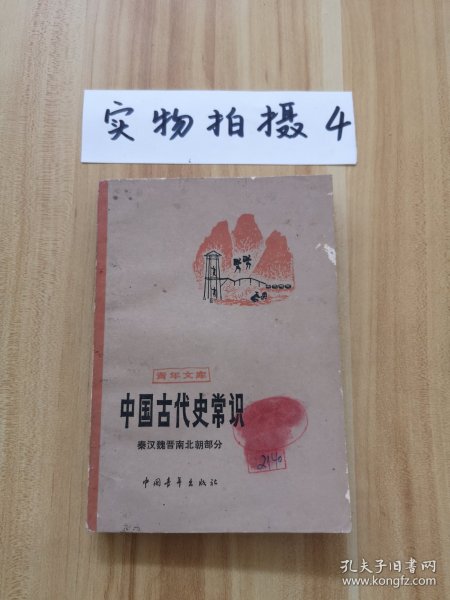 实物拍摄4
青年文库
中国古代史常识
秦汉魏晋南北朝部分
2140
中国青年出版社
孔夫子旧书网
www.kongfz.com